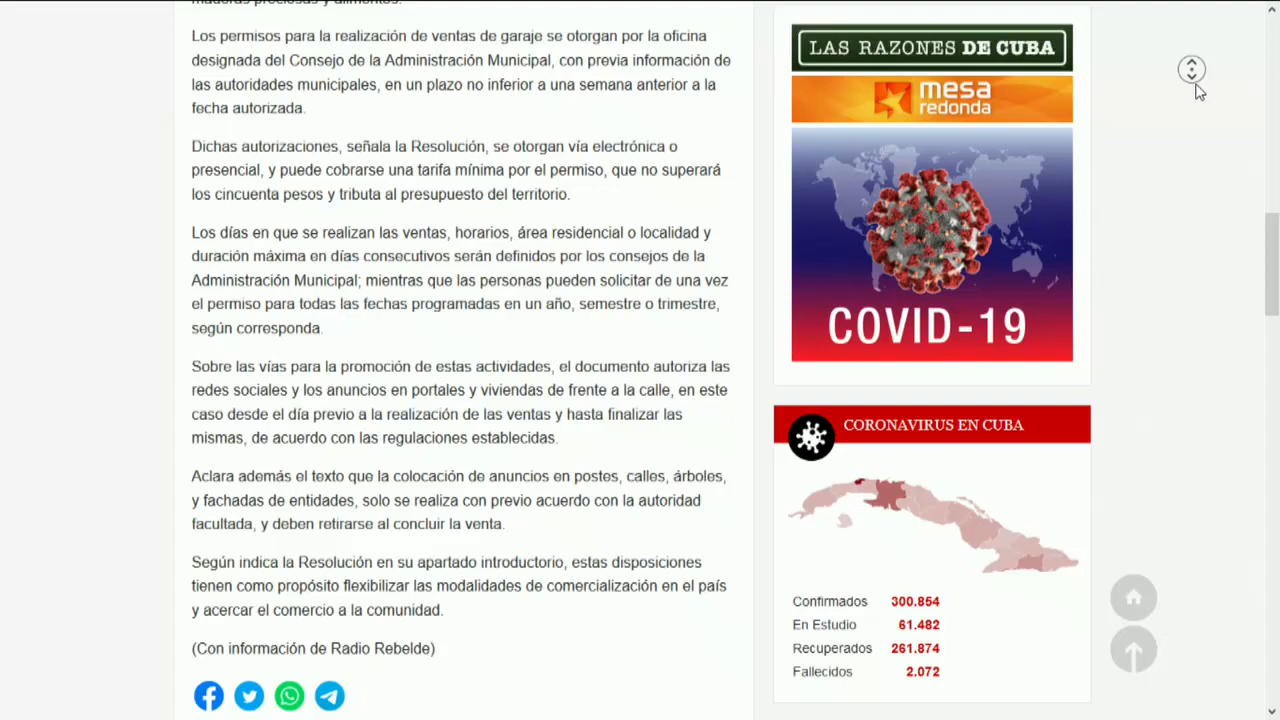 maderas preciosas y alimentos.
Los permisos para la realización de ventas de garaje se otorgan por la oficina
designada del Consejo de la Administración Municipal, con previa información de
las autoridades municipales, en un plazo no inferior a una semana anterior a la
fecha autorizada.
Dichas autorizaciones, señala la Resolución, se otorgan vía electrónica o
presencial, y puede cobrarse una tarifa mínima por el permiso, que no superará
los cincuenta pesos y tributa al presupuesto del territorio.
Los días en que se realizan las ventas, horarios, área residencial o localidad y
duración máxima en días consecutivos serán definidos por los consejos de la
Administración Municipal; mientras que las personas pueden solicitar de una vez
el permiso para todas las fechas programadas en un año, semestre o trimestre,
según corresponda.
Sobre las vías para la promoción de estas actividades, el documento autoriza las
redes sociales y los anuncios en portales y viviendas de frente a la calle, en este
caso desde el día previo a la realización de las ventas y hasta finalizar las
mismas, de acuerdo con las regulaciones establecidas.
Aclara además el texto que la colocación de anuncios en postes, calles, árboles,
y fachadas de entidades, solo se realiza con previo acuerdo con la autoridad
facultada, y deben retirarse al concluir la venta.
Según indica la Resolución en su apartado introductorio, estas disposiciones
tienen como propósito flexibilizar las modalidades de comercialización en el país
y acercar el comercio a la comunidad.
(Con información de Radio Rebelde)
LAS RAZONES DE CUBA
mesa
redonda
COVID-19
CORONAVIRUS EN CUBA
Confirmados 300.854
En Estudio 61.482
Recuperados 261.874
Fallecidos 2.072